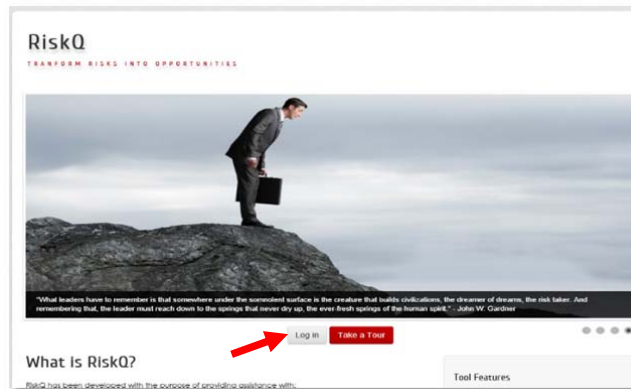 RiskQ
TRANFORM RISKS INTO OPPORTUNITIES
"What leaders have to remember is that somewhere under the somnolent surface is the creature that builds civilizations, the dreamer of dreams, the risk taker. And
remembering that, the leader must reach down to the springs that never dry up, the ever-fresh springs of the human spirit." - John W. Gardner
Log in
Take a Tour
What is RiskQ?
Tool Features
RiskQ has been developed with the purpose of providing assistance with: